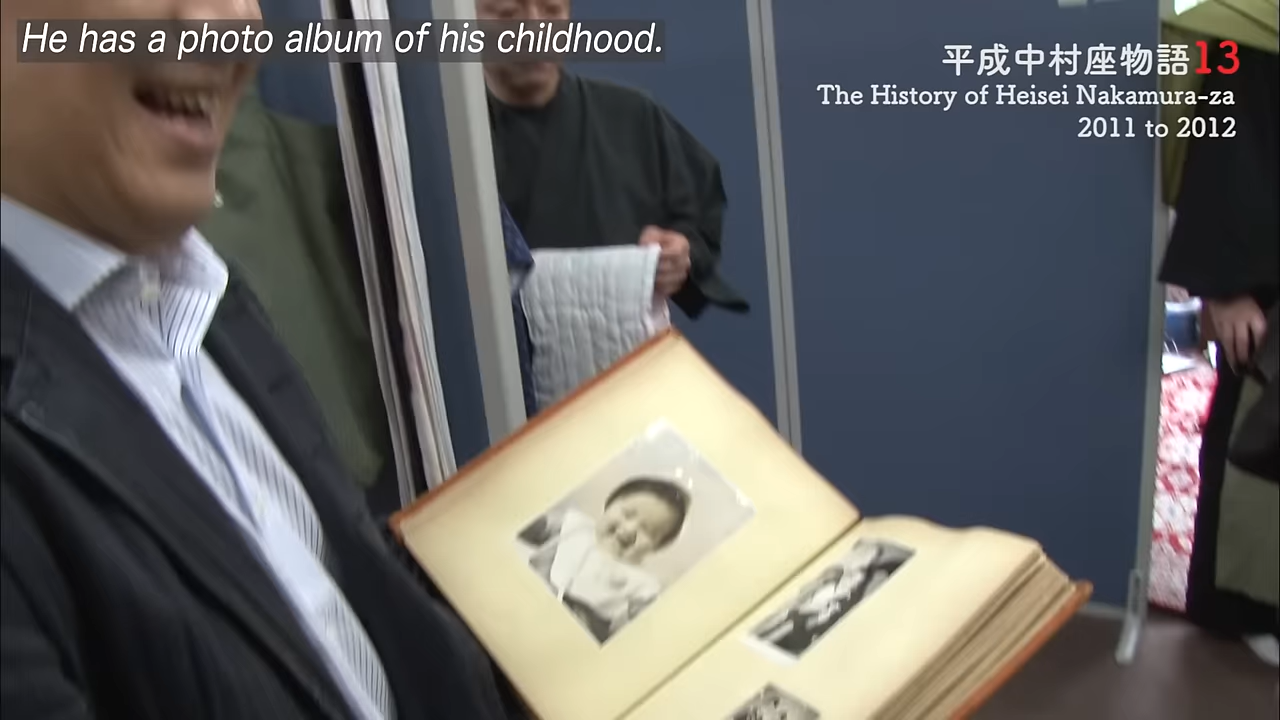 He has a photo album of his childhood.
平成中村座物語13
The History of Heisei Nakamura-za
2011 to 2012